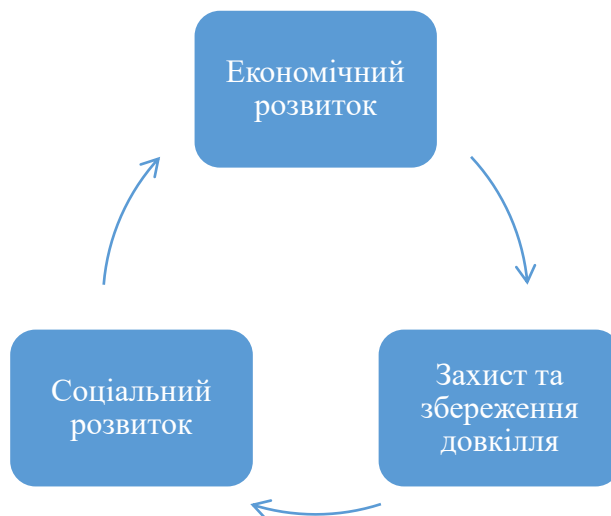 Економічний
розвиток
Захист та
збереження
довкілля
Соціальний
розвиток